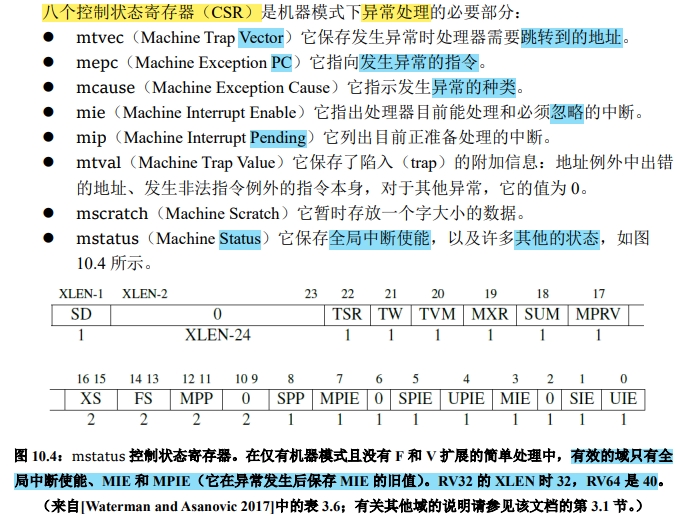 八个控制状态寄存器（CSR）是机器模式下异常处理的必要部分：
● mtvec（Machine Trap Vector）它保存发生异常时处理器需要跳转到的地址。
● mepc（Machine Exception PC）它指向发生异常的指令。
● mcause（Machine Exception Cause）它指示发生异常的种类。
● mie（Machine Interrupt Enable）它指出处理器目前能处理和必须忽略的中断。
● mip（Machine Interrupt Pending）它列出目前正准备处理的中断。
● mtval（Machine Trap Value）它保存了陷入（trap）的附加信息：地址例外中出错
的地址、发生非法指令例外的指令本身，对于其他异常，它的值为 0。
● mscratch（Machine Scratch）它暂时存放一个字大小的数据。
● mstatus（Machine Status）它保存全局中断使能，以及许多其他的状态，如图
10.4 所示。
XLEN-1 XLEN-2 23 22 21 20 19 18 17
SD 0 TSR TW TVM MXR SUM MPRV
1 XLEN-24 1 1 1 1 1 1
16 15 14 13 12 11 10 9 8 7 6 5 4 3 2 1 0
XS FS MPP 0 SPP MPIE 0 SPIE UPIE MIE 0 SIE UIE
2 2 2 2 1 1 1 1 1 1 1 1 1
图 10.4：mstatus 控制状态寄存器。在仅有机器模式且没有 F 和 V 扩展的简单处理中，有效的域只有全
局中断使能、MIE 和 MPIE（它在异常发生后保存 MIE 的旧值）。RV32 的 XLEN 时 32，RV64 是 40。
（来自[Waterman and Asanovic 2017]中的表 3.6；有关其他域的说明请参见该文档的第 3.1 节。）